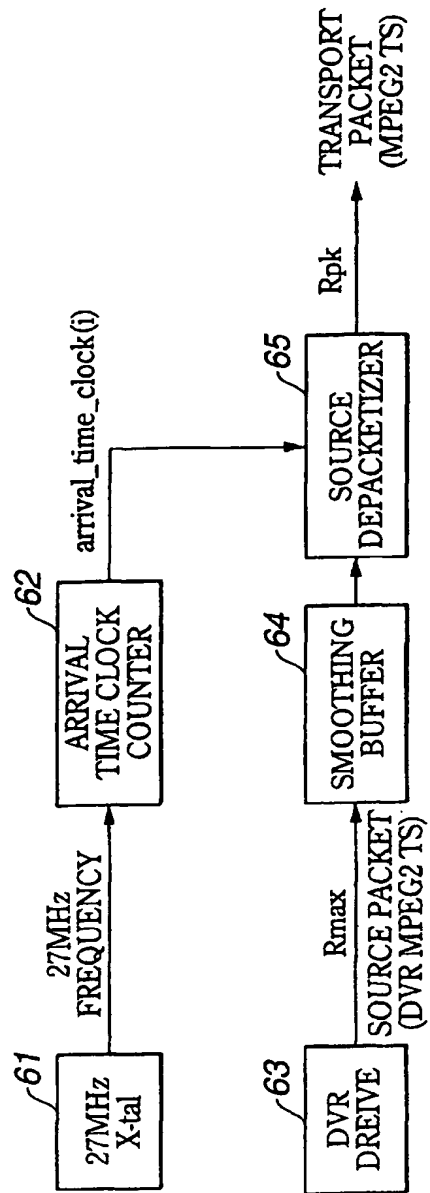 61
27MHz
X-tal
27MHz
FREQUENCY
62
ARRIVAL
TIME CLOCK
COUNTER
arrival_time_clock(i)
63
DVR
DREIVE
Rmax
SOURCE PACKET
(DVR MPEG2 TS)
64
SMOOTHING
BUFFER
65
SOURCE
DEPACKETIZER
Rpk
TRANSPORT
PACKET
(MPEG2 TS)